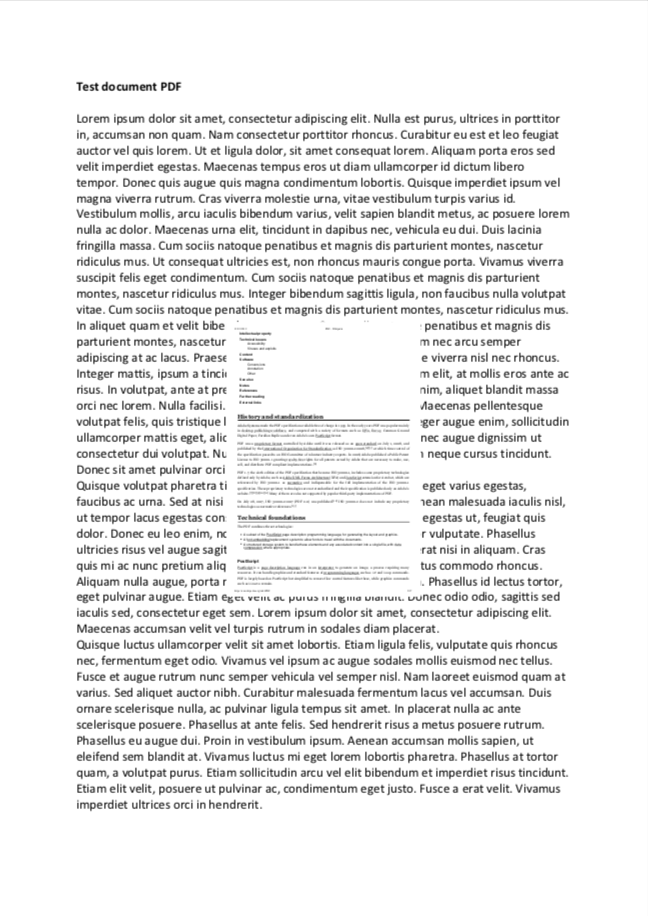 Test document PDF
Lorem ipsum dolor sit amet, consectetur adipiscing elit. Nulla est purus, ultrices in porttitor
in, accumsan non quam. Nam consectetur porttitor rhoncus. Curabitur eu est et leo feugiat
auctor vel quis lorem. Ut et ligula dolor, sit amet consequat lorem. Aliquam porta eros sed
velit imperdiet egestas. Maecenas tempus eros ut diam ullamcorper id dictum libero
tempor. Donec quis augue quis magna condimentum lobortis. Quisque imperdiet ipsum vel
magna viverra rutrum. Cras viverra molestie urna, vitae vestibulum turpis varius id.
Vestibulum mollis, arcu iaculis bibendum varius, velit sapien blandit metus, ac posuere lorem
nulla ac dolor. Maecenas urna elit, tincidunt in dapibus nec, vehicula eu dui. Duis lacinia
fringilla massa. Cum sociis natoque penatibus et magnis dis parturient montes, nascetur
ridiculus mus. Ut consequat ultricies est, non rhoncus mauris congue porta. Vivamus viverra
suscipit felis eget condimentum. Cum sociis natoque penatibus et magnis dis parturient
montes, nascetur ridiculus mus. Integer bibendum sagittis ligula, non faucibus nulla volutpat
vitae. Cum sociis natoque penatibus et magnis dis parturient montes, nascetur ridiculus mus.
In aliquet quam et velit bibe penatibus et magnis dis
parturient montes, nascetur m nec arcu semper
adipiscing at ac lacus. Praese e viverra nisl nec rhoncus.
Integer mattis, ipsum a tinci m elit, at mollis eros ante ac
risus. In volutpat, ante at pre nim, aliquet blandit massa
orci nec lorem. Nulla facilisi. Maecenas pellentesque
volutpat felis, quis tristique l ger augue enim, sollicitudin
ullamcorper mattis eget, alic nec augue dignissim ut
consectetur dui volutpat. Nu n neque cursus tincidunt.
Donec sit amet pulvinar orci
Quisque volutpat pharetra ti eget varius egestas,
faucibus ac urna. Sed at nisi nean malesuada iaculis nisl,
ut tempor lacus egestas con egestas ut, feugiat quis
dolor. Donec eu leo enim, no r vulputate. Phasellus
ultricies risus vel augue sagit erat nisi in aliquam. Cras
quis mi ac nunc pretium aliq tus commodo rhoncus.
Aliquam nulla augue, porta r . Phasellus id lectus tortor,
History and standardization
Technical foundations
PostScript
eget pulvinar augue. Etiam eget velit ac purus fringilla blandit. Donec odio odio, sagittis sed
iaculis sed, consectetur eget sem. Lorem ipsum dolor sit amet, consectetur adipiscing elit.
Maecenas accumsan velit vel turpis rutrum in sodales diam placerat.
Quisque luctus ullamcorper velit sit amet lobortis. Etiam ligula felis, vulputate quis rhoncus
nec, fermentum eget odio. Vivamus vel ipsum ac augue sodales mollis euismod nec tellus.
Fusce et augue rutrum nunc semper vehicula vel semper nisl. Nam laoreet euismod quam at
varius. Sed aliquet auctor nibh. Curabitur malesuada fermentum lacus vel accumsan. Duis
ornare scelerisque nulla, ac pulvinar ligula tempus sit amet. In placerat nulla ac ante
scelerisque posuere. Phasellus at ante felis. Sed hendrerit risus a metus posuere rutrum.
Phasellus eu augue dui. Proin in vestibulum ipsum. Aenean accumsan mollis sapien, ut
eleifend sem blandit at. Vivamus luctus mi eget lorem lobortis pharetra. Phasellus at tortor
quam, a volutpat purus. Etiam sollicitudin arcu vel elit bibendum et imperdiet risus tincidunt.
Etiam elit velit, posuere ut pulvinar ac, condimentum eget justo. Fusce a erat velit. Vivamus
imperdiet ultrices orci in hendrerit.